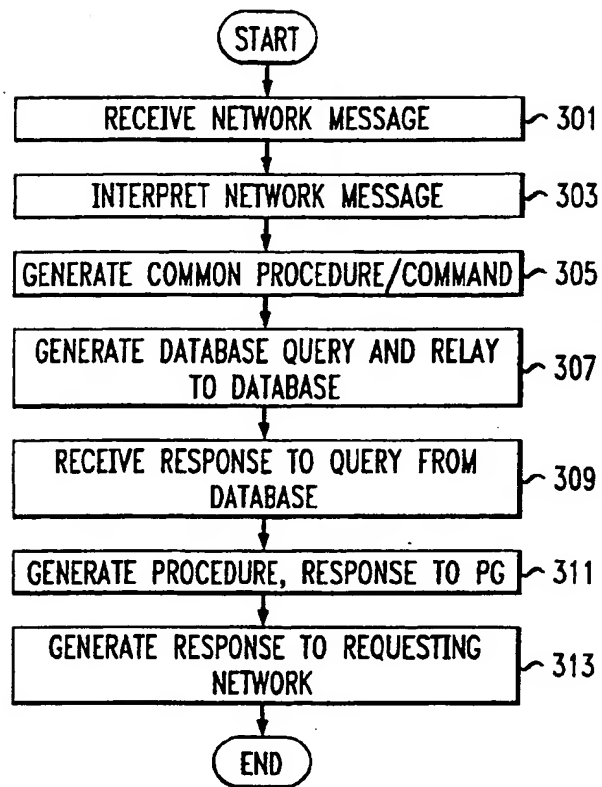 START
RECEIVE NETWORK MESSAGE 301
INTERPRET NETWORK MESSAGE 303
GENERATE COMMON PROCEDURE/COMMAND 305
GENERATE DATABASE QUERY AND RELAY
TO DATABASE 307
RECEIVE RESPONSE TO QUERY FROM
DATABASE 309
GENERATE PROCEDURE, RESPONSE TO PG 311
GENERATE RESPONSE TO REQUESTING
NETWORK 313
END